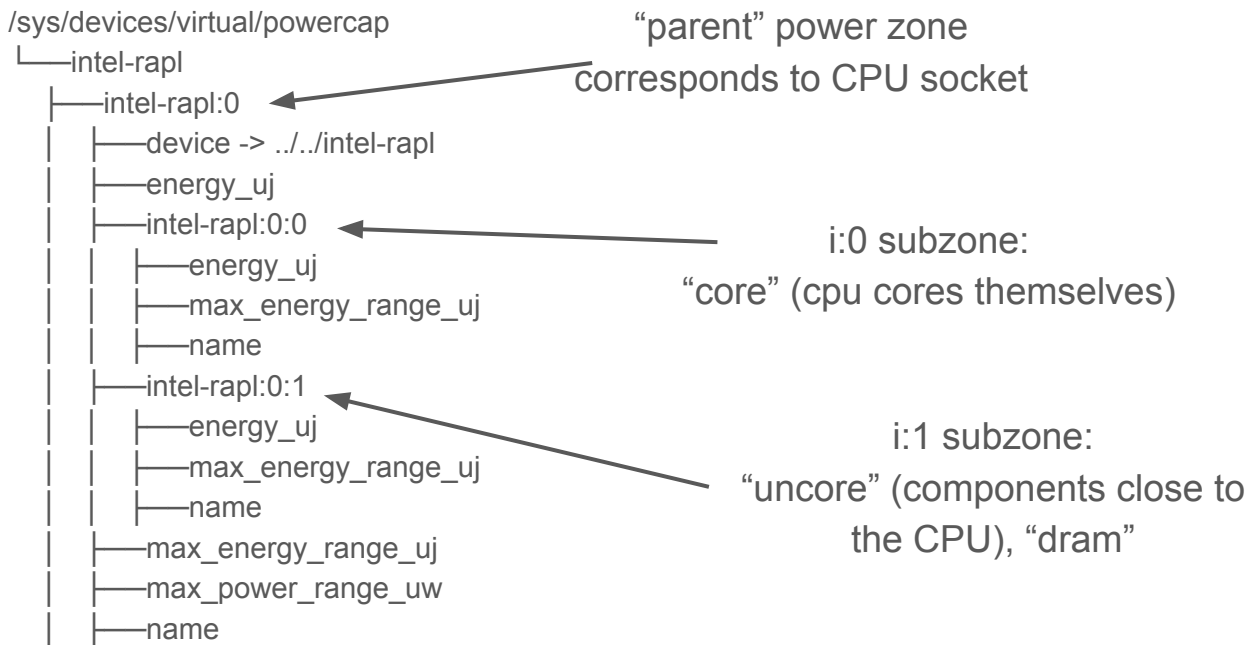 /sys/devices/virtual/powercap
└──intel-rapl
├──intel-rapl:0
│ ├──device -> ../../intel-rapl
│ ├──energy_uj
│ ├──intel-rapl:0:0
│ │ ├──energy_uj
│ │ ├──max_energy_range_uj
│ │ ├──name
│ ├──intel-rapl:0:1
│ │ ├──energy_uj
│ │ ├──max_energy_range_uj
│ │ ├──name
│ ├──max_energy_range_uj
│ ├──max_power_range_uw
│ ├──name
“parent” power zone
corresponds to CPU socket
i:0 subzone:
“core” (cpu cores themselves)
i:1 subzone:
“uncore” (components close to
the CPU), “dram”